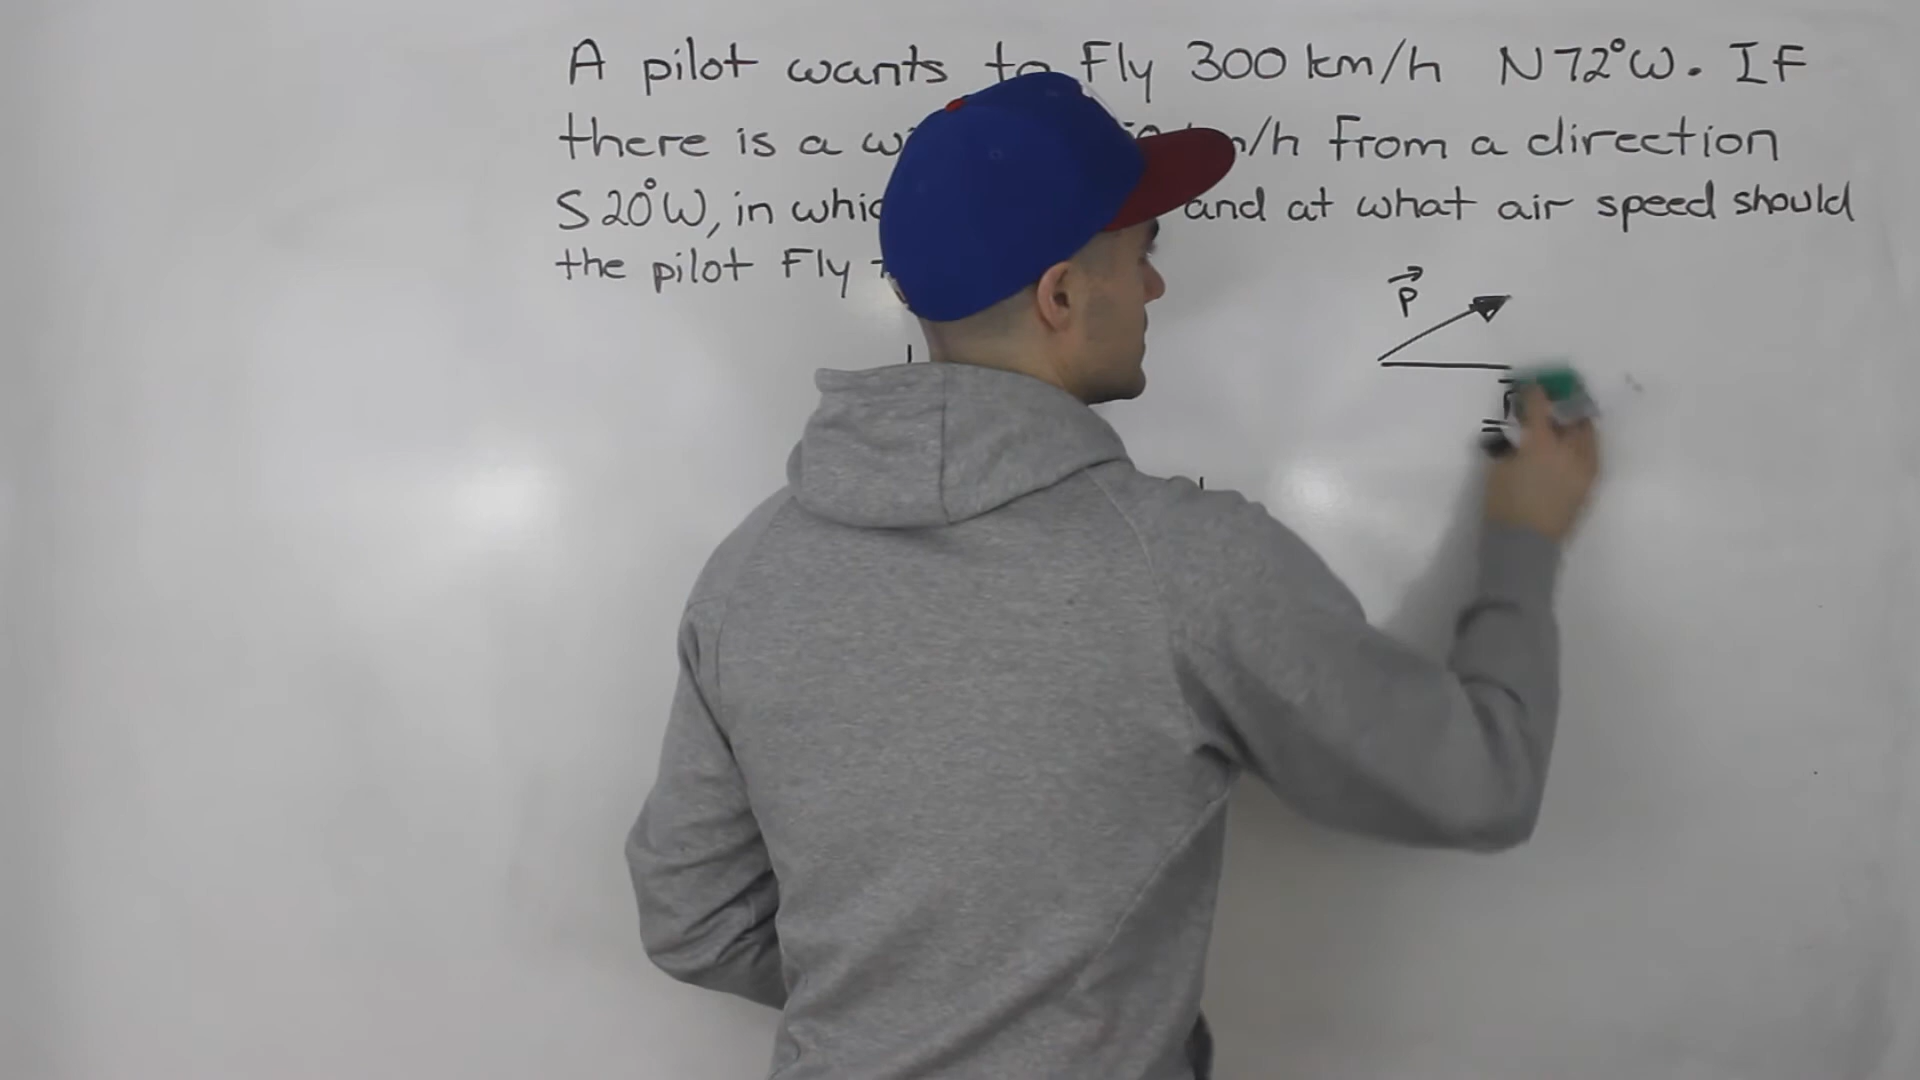 A pilot wants to Fly 300 km/h N72°W. IF
there is a w /h from a direction
S20°W, in and at what air speed should
the pilot Fly
P